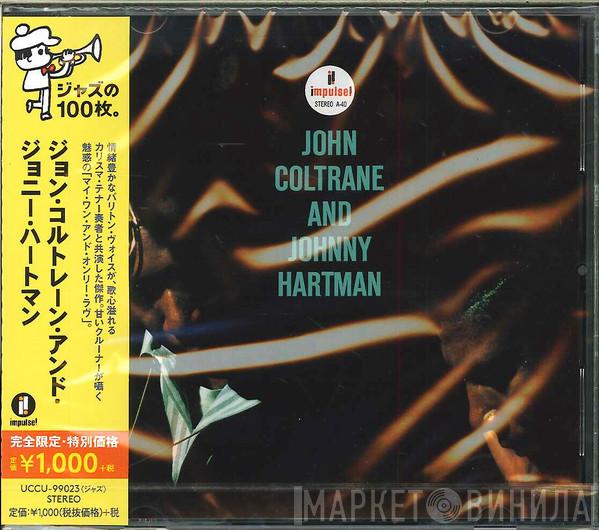 ジャズの
100枚。
情緒豊かなバリトン・ヴォイスが、歌心溢れる
カリスマ・テナー奏者と共演した傑作。甘いクルーナーが囁く
魅惑の「マイ・ワン・アンド・オンリー・ラヴ」。
ジョン・コルトレーン・アンド・
ジョニー・ハートマン
impulse!
完全限定・特別価格
定価 ¥1,000 +税
UCCU-99023〈ジャズ〉
STEREO
定価:¥1,000(税抜価格)+税
impulse!
STEREO A-40
JOHN
COLTRANE
AND
JOHNNY
HARTMAN
МАРКЕТ ВИНИЛА